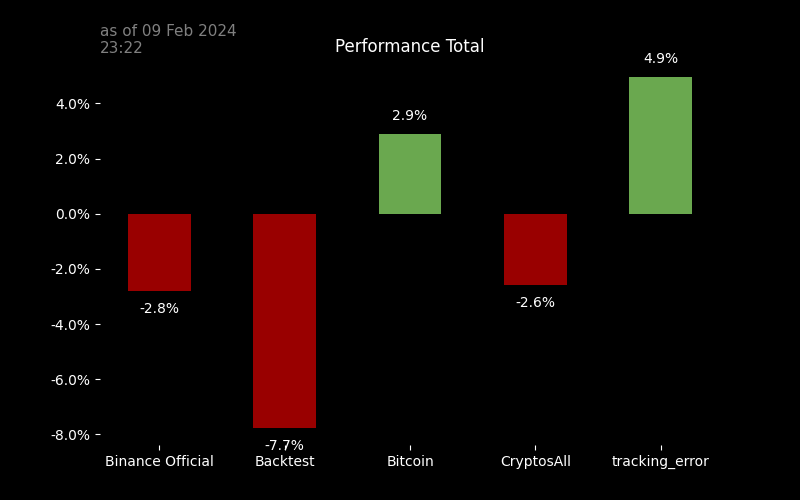 as of 09 Feb 2024
23:22
Performance Total
4.9%
4.0%
2.9%
2.0%
0.0%
-2.0%
-2.8%
-2.6%
-4.0%
-6.0%
-8.0%
-7.7%
Binance Official
Backtest
Bitcoin
CryptosAll
tracking_error